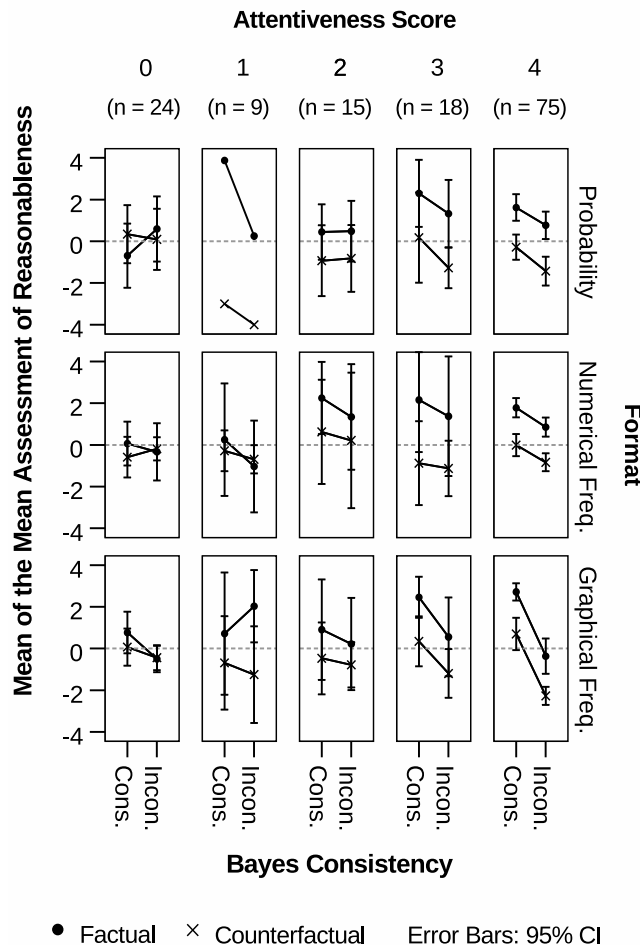 Attentiveness Score
0 1 2 3 4
(n = 24) (n = 9) (n = 15) (n = 18) (n = 75)
Mean of the Mean Assessment of Reasonableness
4
2
0
-2
-4
Probability
4
2
0
-2
-4
Numerical Freq.
Format
4
2
0
-2
-4
Graphical Freq.
Cons. Incon. Cons. Incon. Cons. Incon. Cons. Incon. Cons. Incon.
Bayes Consistency
Factual Counterfactual Error Bars: 95% CI